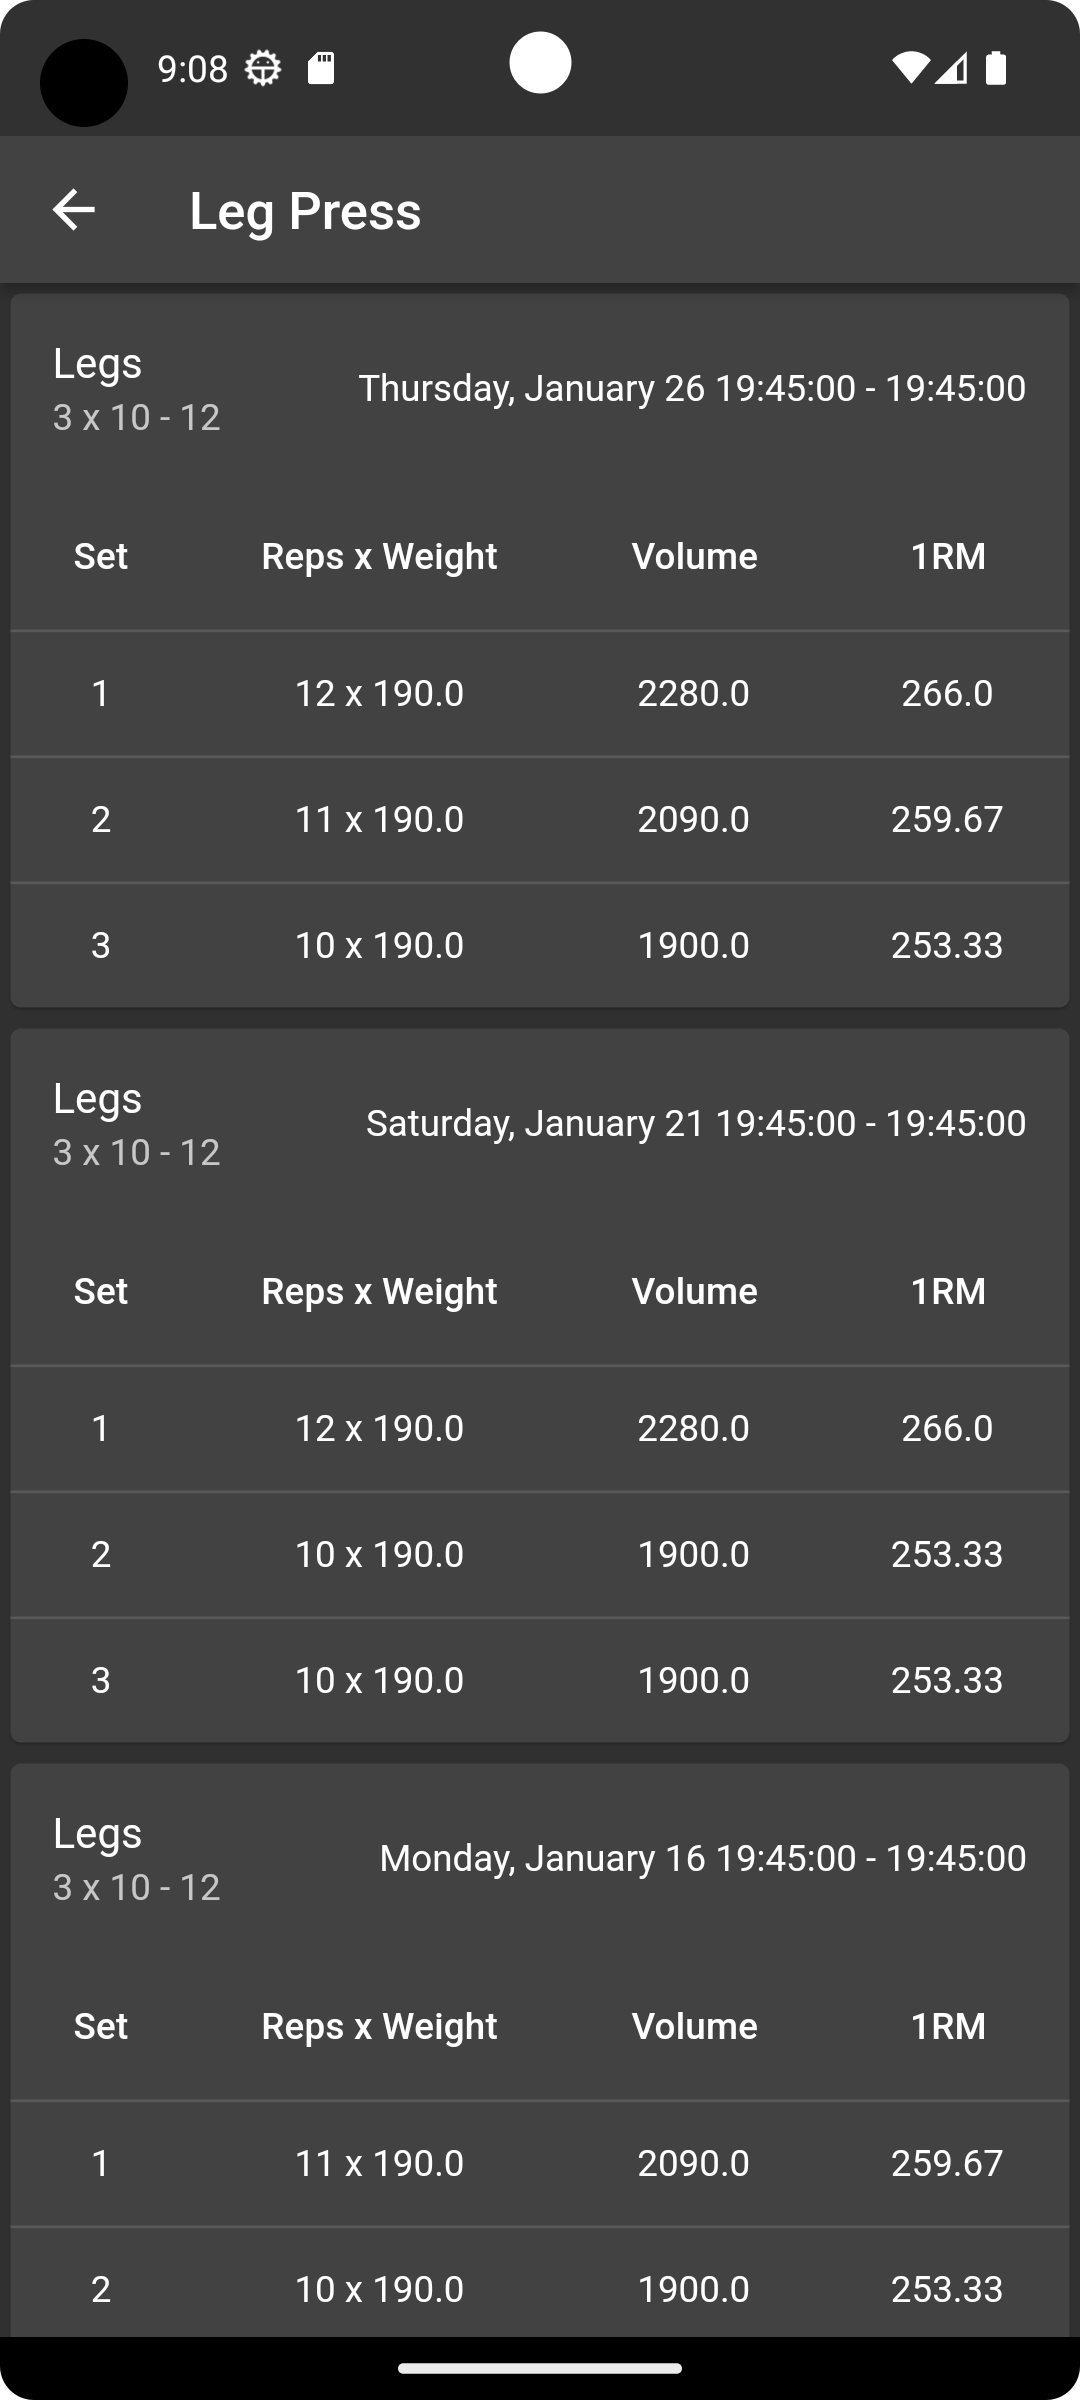 9:08
Leg Press
Legs
3 x 10 - 12
Thursday, January 26 19:45:00 - 19:45:00
Set Reps x Weight Volume 1RM
1 12 x 190.0 2280.0 266.0
2 11 x 190.0 2090.0 259.67
3 10 x 190.0 1900.0 253.33
Legs
3 x 10 - 12
Saturday, January 21 19:45:00 - 19:45:00
Set Reps x Weight Volume 1RM
1 12 x 190.0 2280.0 266.0
2 10 x 190.0 1900.0 253.33
3 10 x 190.0 1900.0 253.33
Legs
3 x 10 - 12
Monday, January 16 19:45:00 - 19:45:00
Set Reps x Weight Volume 1RM
1 11 x 190.0 2090.0 259.67
2 10 x 190.0 1900.0 253.33